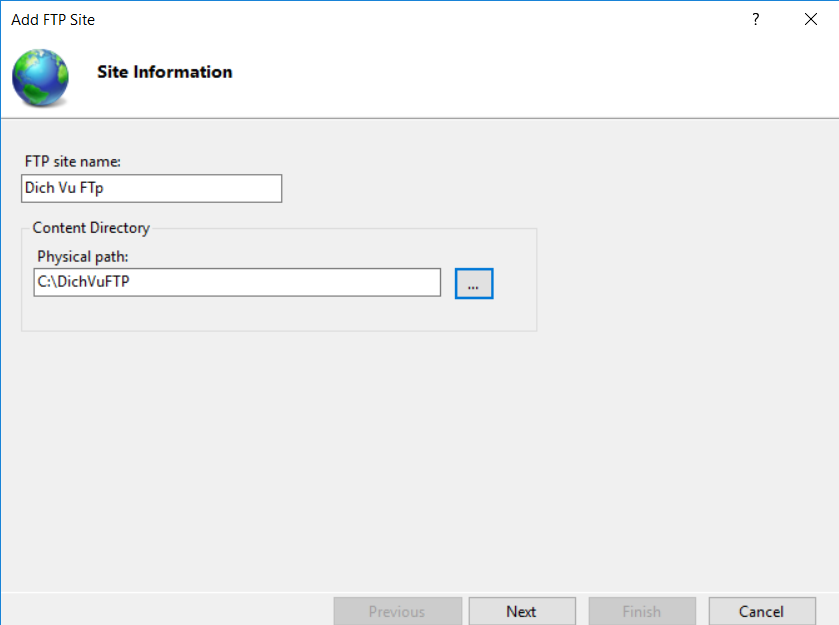 Add FTP Site
?
Site Information
FTP site name:
Dich Vu FTp
Content Directory
Physical path:
C:\DichVuFTP
...
Previous
Next
Finish
Cancel